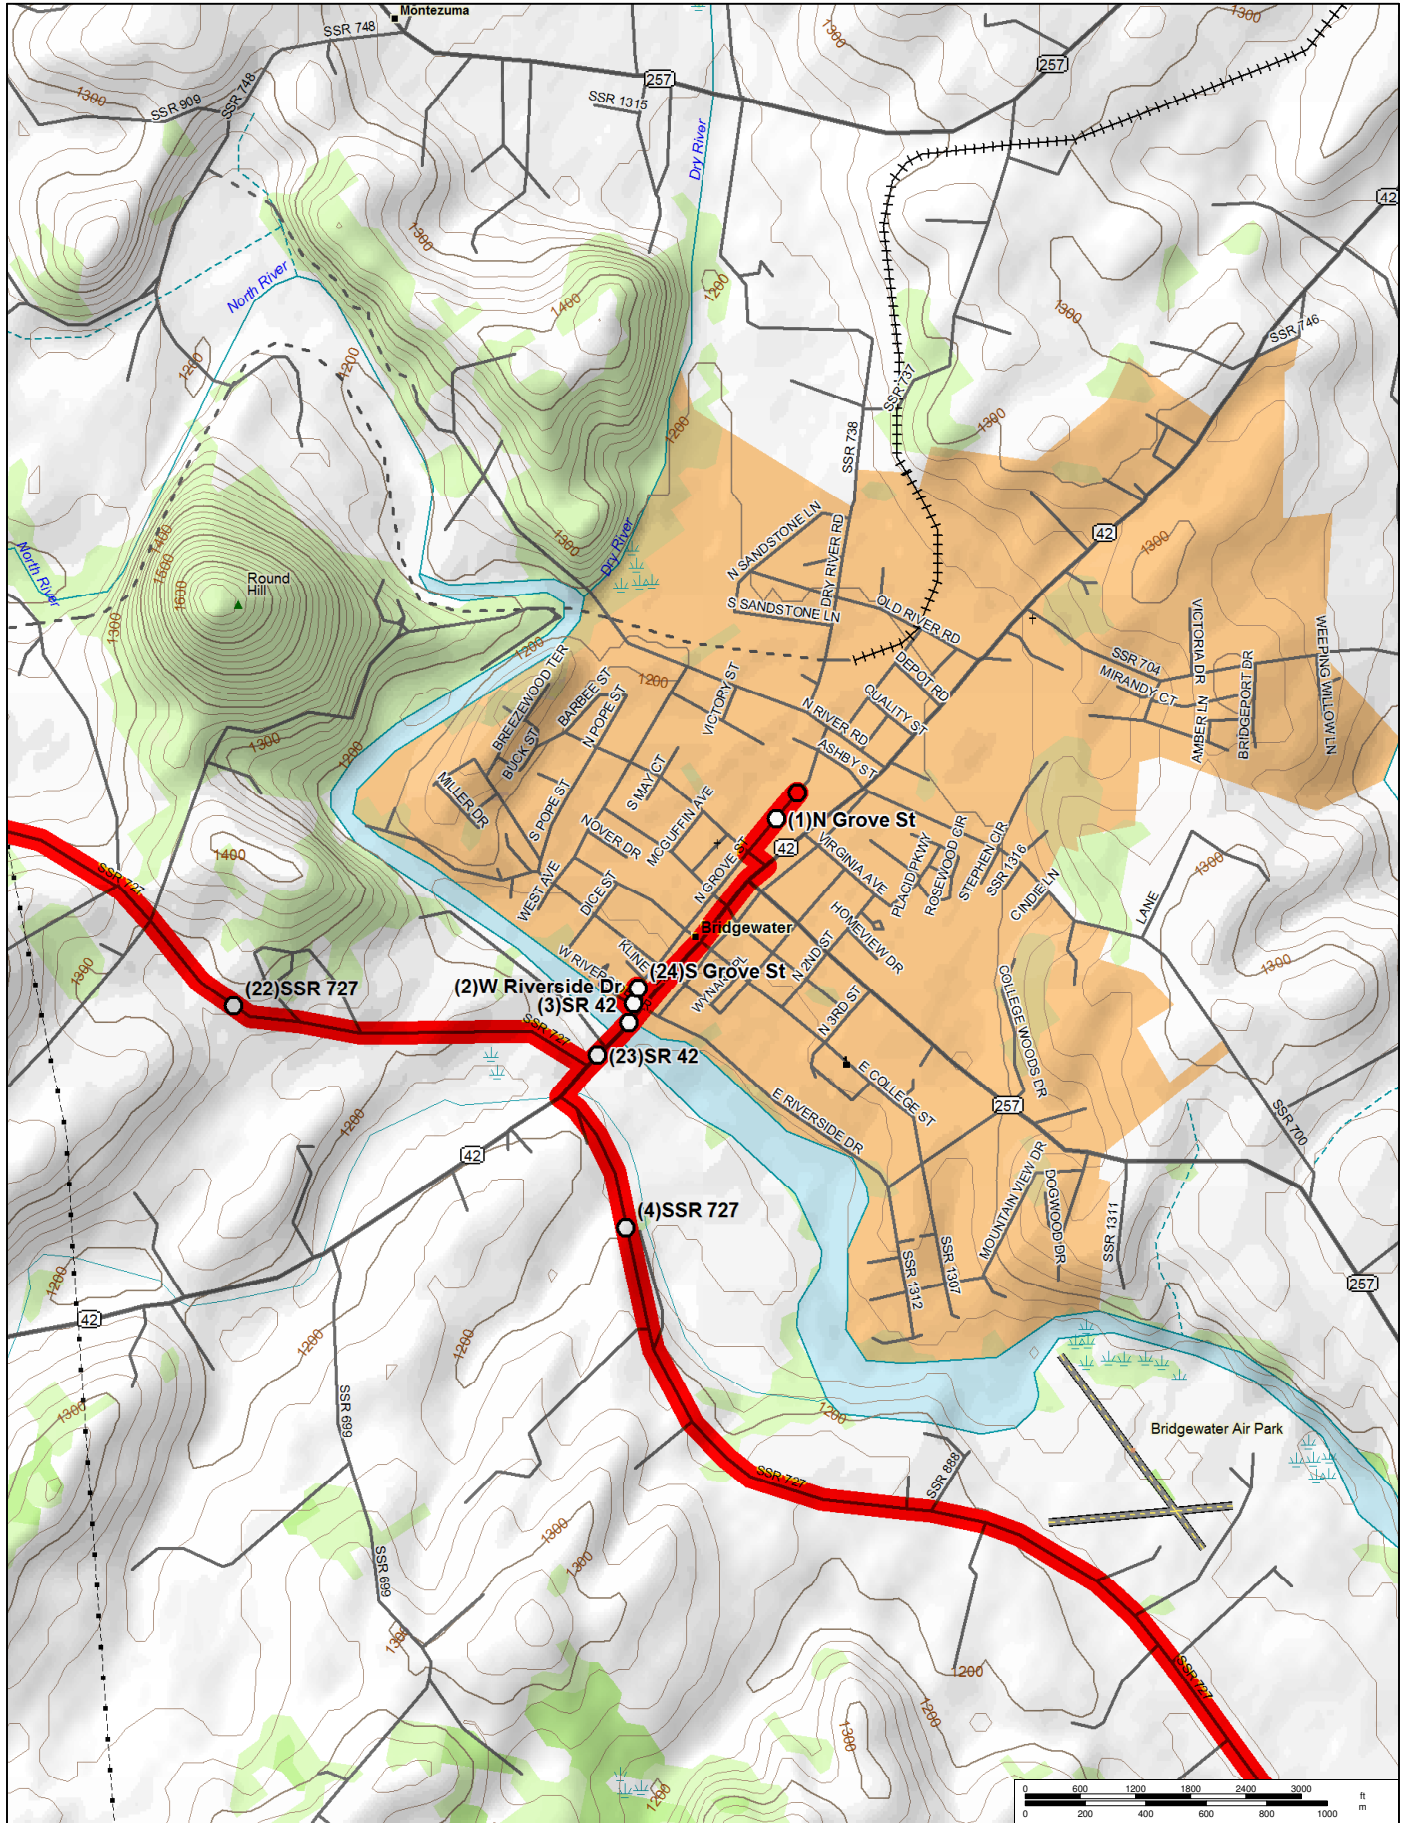 Montezuma
SSR 748
1300
1300
257
257
1300
SSR 909
SSR 748
SSR 1315
Dry River
42
1300
North River
1200
1400
1300
SSR 746
1200
1200
SSR 737
1300
1200
SSR 738
1400
1500
1600
Round
Hill
North River
1300
1300
Dry River
N SANDSTONE LN
DRY RIVER RD
S SANDSTONE LN
OLD RIVER RD
42
1300
SSR 704
MIRANDY CT
VICTORIA DR
AMBER LN
BRIDGEPORT DR
WEEPING WILLOW LN
1200
BREEZEWOOD TER
BARBEE ST
N POPE ST
BUCK ST
1200
VICTORY ST
DEPOT RD
QUALITY ST
N RIVER RD
ASHBY ST
1300
1200
MILLER DR
S POPE ST
S MAY CT
NOVER DR
MCGUFFIN AVE
(1)N Grove St
42
VIRGINIA AVE
PLACID PKWY
ROSEWOOD CIR
STEPHEN CIR
SSR 1316
CINDIE LN
1400
SSR 727
WEST AVE
DICE ST
N GROVE ST
LANE
1300
HOMEVIEW DR
Bridgewater
1300
1300
W RIVERS
KLINE
(24)S Grove St
(2)W Riverside Dr
(3)SR 42
WYNANT PL
N 2ND ST
N 3RD ST
COLLEGE WOODS DR
(22)SSR 727
SSR 727
(23)SR 42
E COLLEGE ST
E RIVERSIDE DR
257
SSR 700
1200
42
MOUNTAIN VIEW DR
DOGWOOD DR
SSR 1311
(4)SSR 727
SSR 1312
SSR 1307
257
1200
42
1200
1200
SSR 699
1300
1200
Bridgewater Air Park
SSR 727
SSR 888
1300
1300
SSR 699
1300
1200
SSR 727
1200
1300
1200
0 600 1200 1800 2400 3000 ft
0 200 400 600 800 1000 m